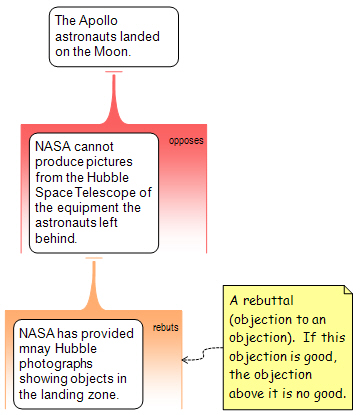 The Apollo
astronauts landed
on the Moon.
opposes
NASA cannot
produce pictures
from the Hubble
Space Telescope of
the equipment the
astronauts left
behind.
rebuts
NASA has provided
mnay Hubble
photographs
showing objects in
the landing zone.
A rebuttal
(objection to an
objection).  If this
objection is good,
the objection
above it is no good.